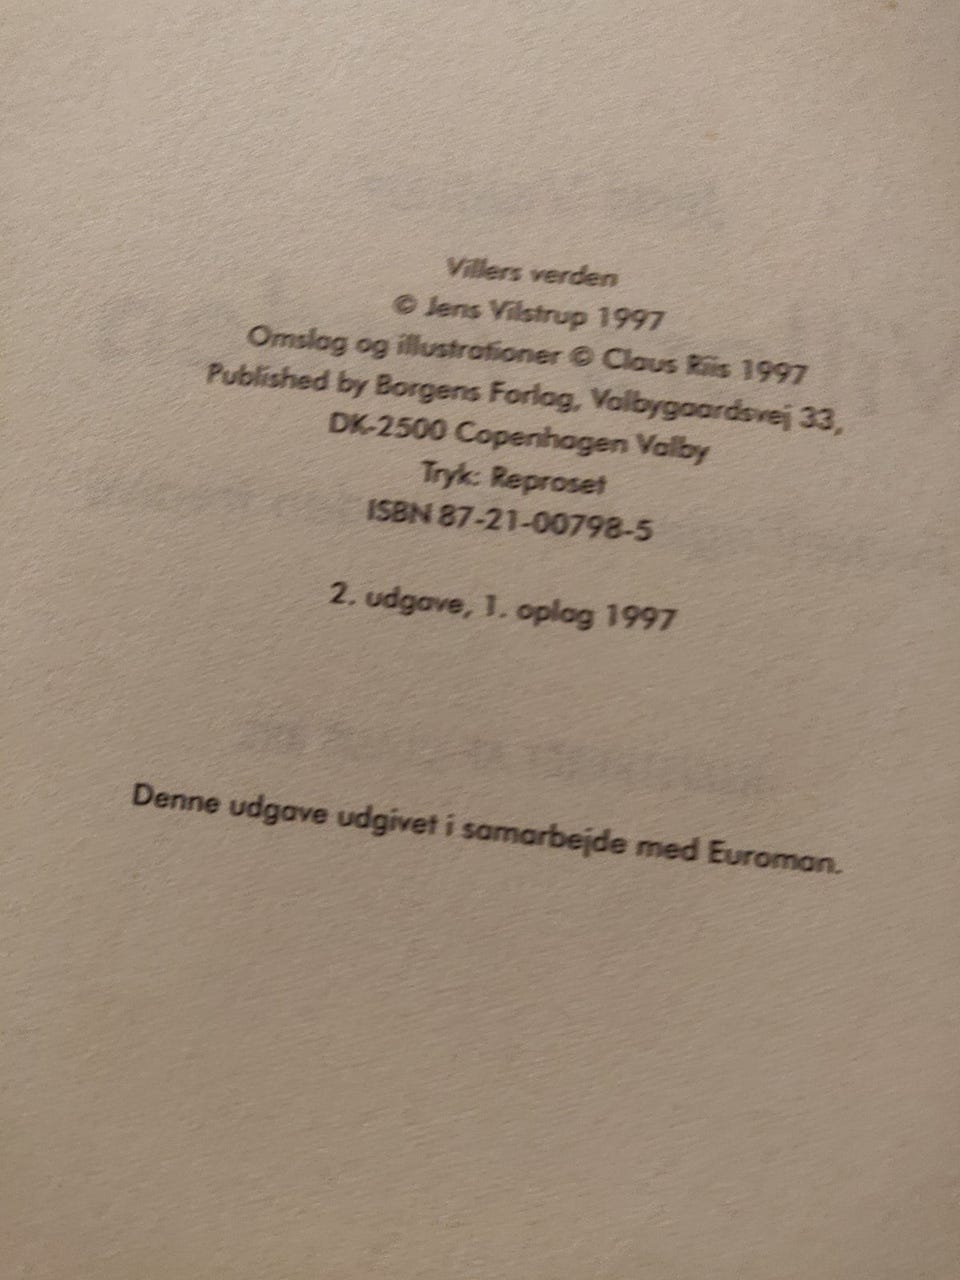 Villers verden
© Jens Vilstrup 1997
Omslag og illustrationer © Claus Riis 1997
Published by Borgens Forlag, Valbygaardsvej 33,
DK-2500 Copenhagen Valby
Tryk: Reproset
ISBN 87-21-00798-5
2. udgave, 1. oplag 1997
Denne udgave udgivet i samarbejde med Euroman.